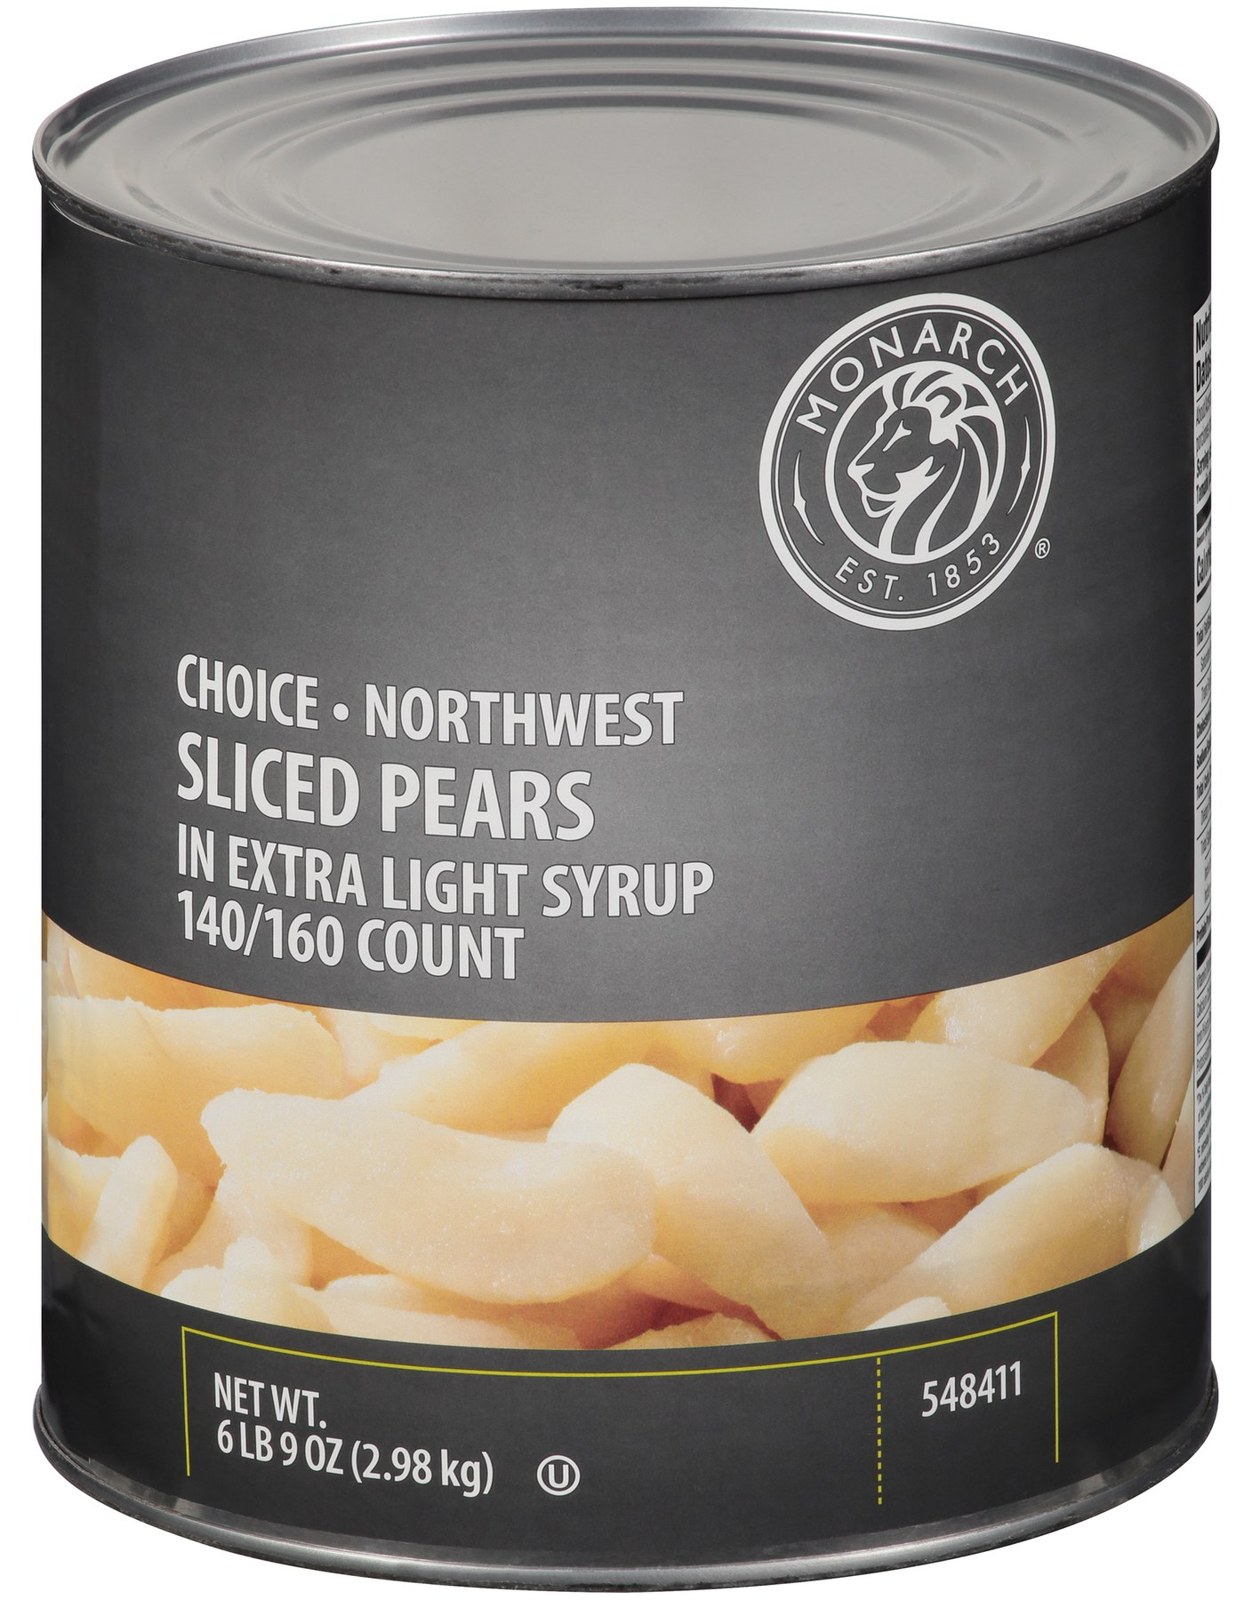 MONARCH
EST. 1853
®
CHOICE • NORTHWEST
SLICED PEARS
IN EXTRA LIGHT SYRUP
140/160 COUNT
NET WT.
6 LB 9 OZ (2.98 kg)
U
548411